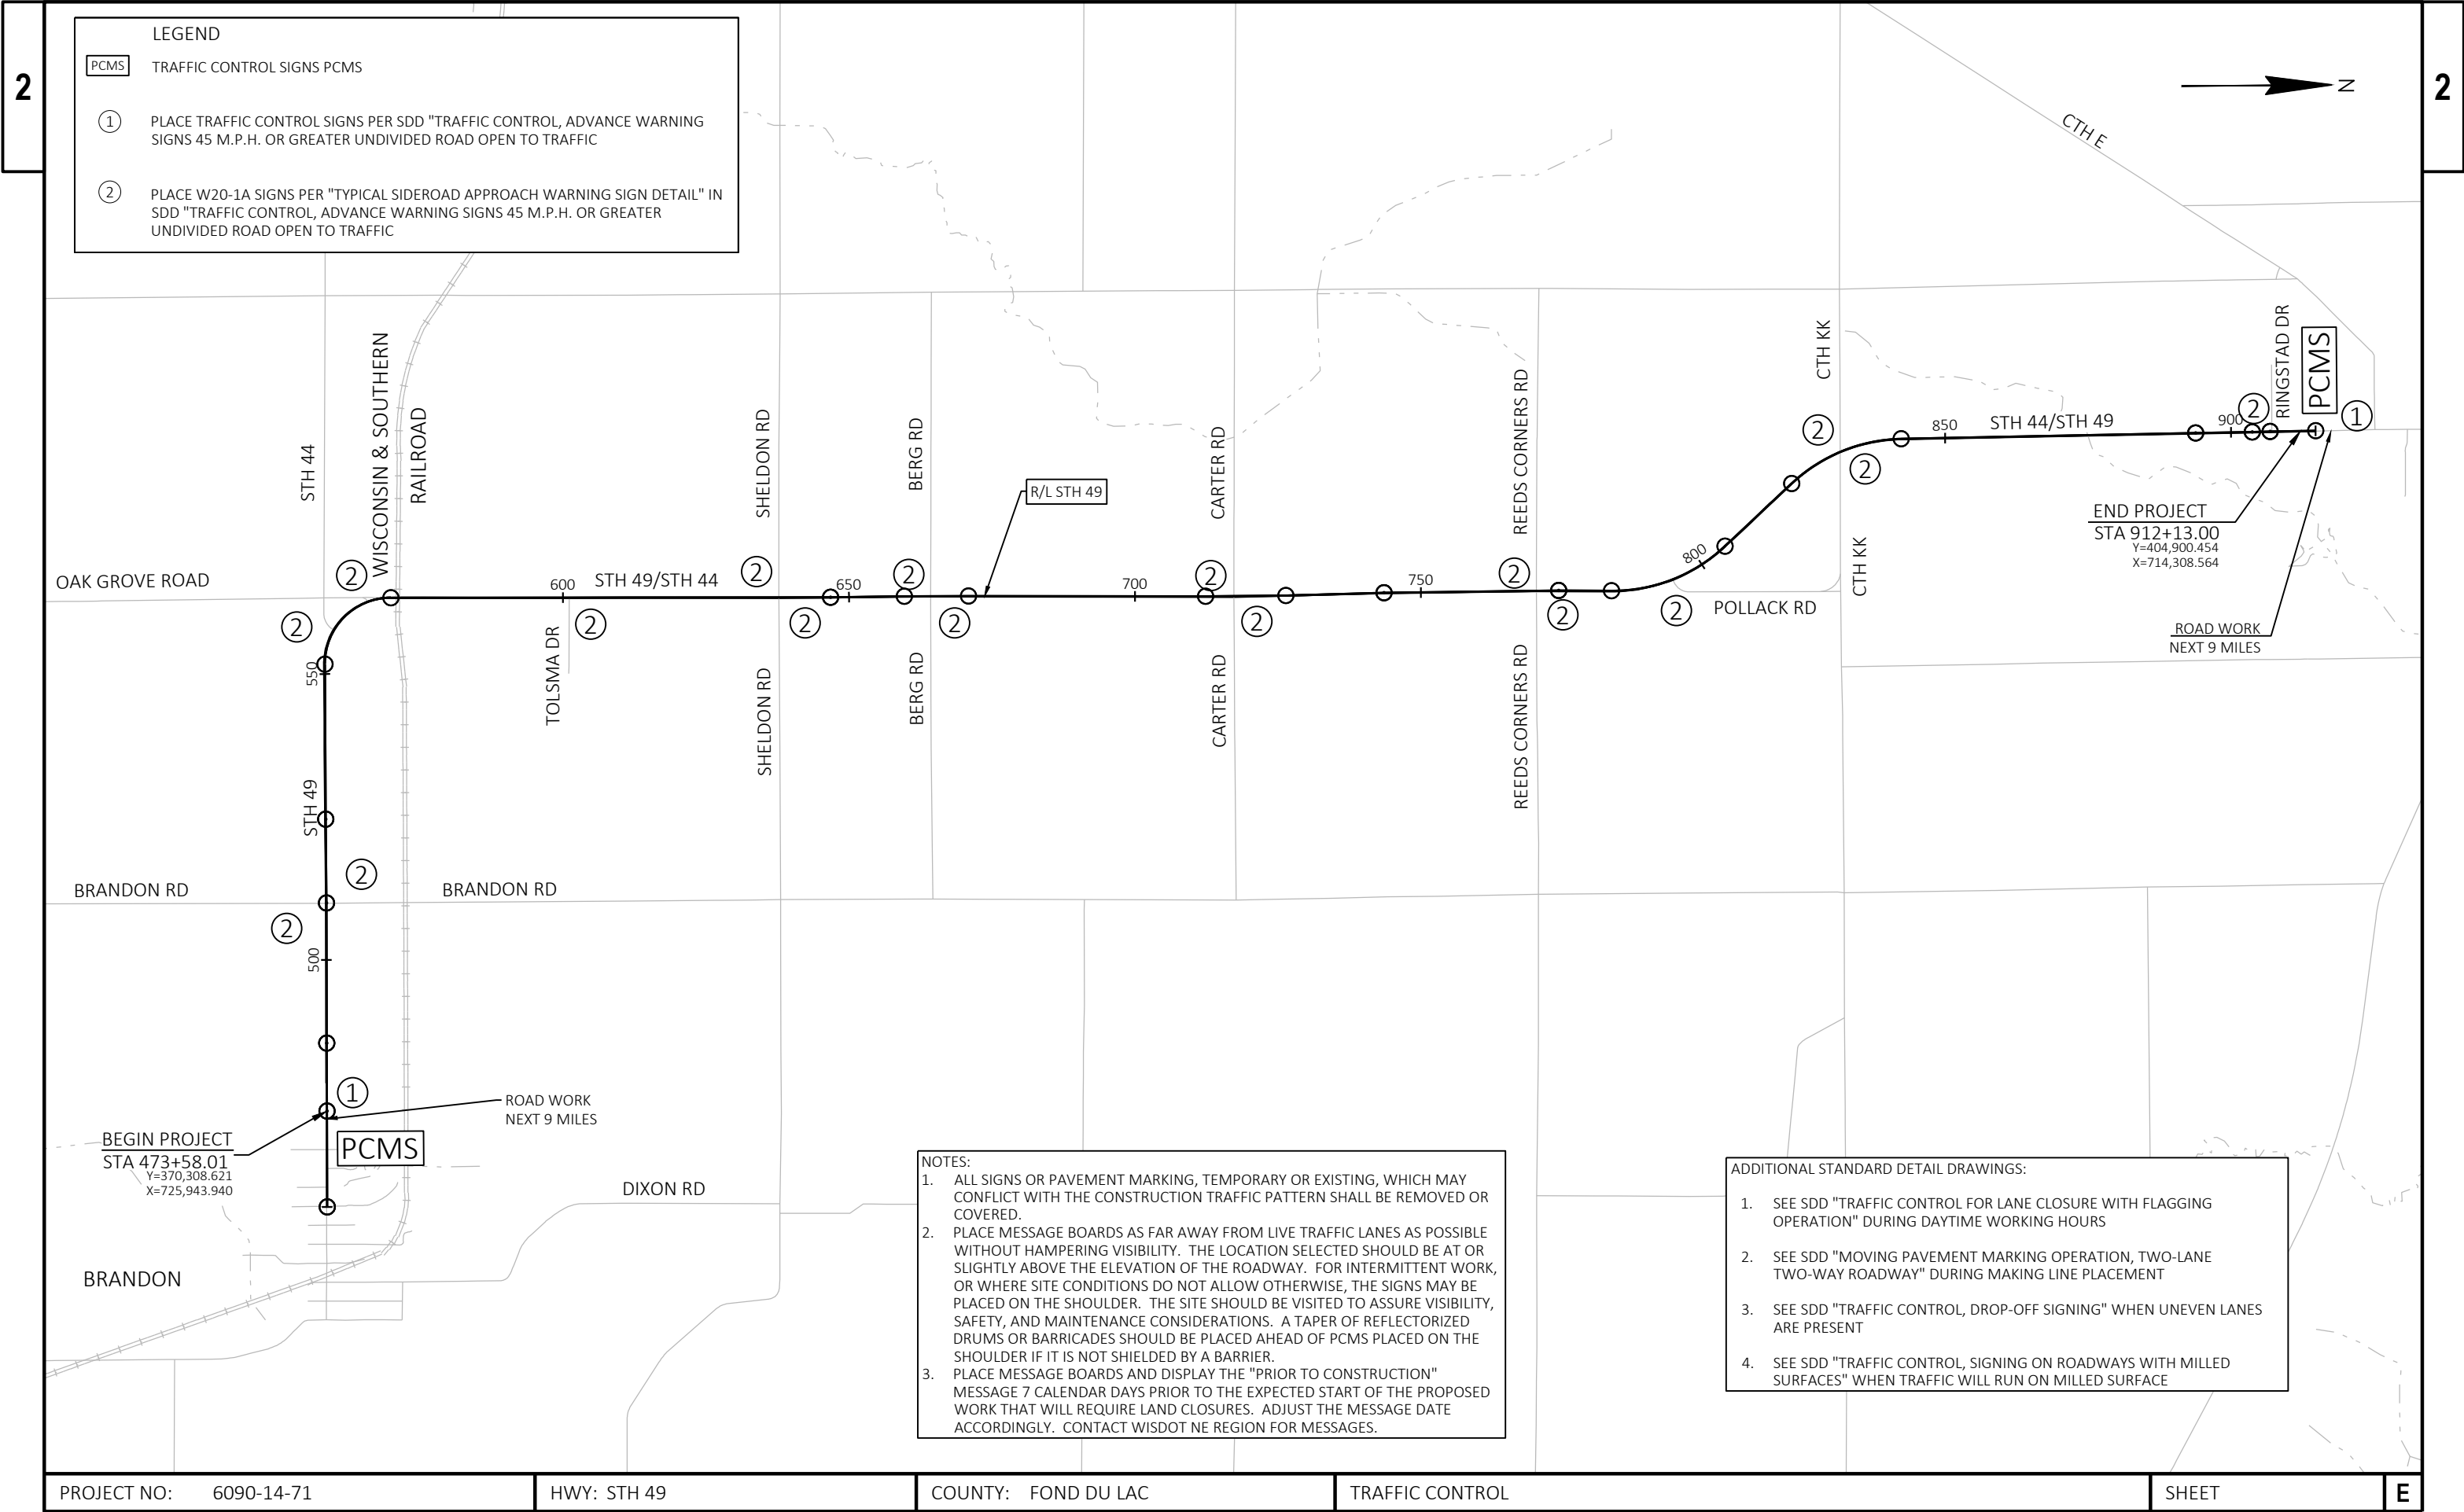 2
2
LEGEND
PCMS TRAFFIC CONTROL SIGNS PCMS
1 PLACE TRAFFIC CONTROL SIGNS PER SDD "TRAFFIC CONTROL, ADVANCE WARNING
SIGNS 45 M.P.H. OR GREATER UNDIVIDED ROAD OPEN TO TRAFFIC
2 PLACE W20-1A SIGNS PER "TYPICAL SIDEROAD APPROACH WARNING SIGN DETAIL" IN
SDD "TRAFFIC CONTROL, ADVANCE WARNING SIGNS 45 M.P.H. OR GREATER
UNDIVIDED ROAD OPEN TO TRAFFIC
N
CTH E
STH 44
WISCONSIN & SOUTHERN
RAILROAD
SHELDON RD
BERG RD
R/L STH 49
CARTER RD
REEDS CORNERS RD
CTH KK
2
2
850
STH 44/STH 49
900
2
RINGSTAD DR
PCMS
1
END PROJECT
STA 912+13.00
Y=404,900.454
X=714,308.564
ROAD WORK
NEXT 9 MILES
OAK GROVE ROAD
2
2
600
STH 49/STH 44
2
650
2
700
2
750
2
800
CTH KK
2
2
2
2
2
2
POLLACK RD
550
TOLSMA DR
SHELDON RD
BERG RD
CARTER RD
REEDS CORNERS RD
STH 49
2
BRANDON RD
BRANDON RD
2
500
1
ROAD WORK
NEXT 9 MILES
BEGIN PROJECT
STA 473+58.01
Y=370,308.621
X=725,943.940
PCMS
DIXON RD
BRANDON
NOTES:
1. ALL SIGNS OR PAVEMENT MARKING, TEMPORARY OR EXISTING, WHICH MAY
CONFLICT WITH THE CONSTRUCTION TRAFFIC PATTERN SHALL BE REMOVED OR
COVERED.
2. PLACE MESSAGE BOARDS AS FAR AWAY FROM LIVE TRAFFIC LANES AS POSSIBLE
WITHOUT HAMPERING VISIBILITY. THE LOCATION SELECTED SHOULD BE AT OR
SLIGHTLY ABOVE THE ELEVATION OF THE ROADWAY. FOR INTERMITTENT WORK,
OR WHERE SITE CONDITIONS DO NOT ALLOW OTHERWISE, THE SIGNS MAY BE
PLACED ON THE SHOULDER. THE SITE SHOULD BE VISITED TO ASSURE VISIBILITY,
SAFETY, AND MAINTENANCE CONSIDERATIONS. A TAPER OF REFLECTORIZED
DRUMS OR BARRICADES SHOULD BE PLACED AHEAD OF PCMS PLACED ON THE
SHOULDER IF IT IS NOT SHIELDED BY A BARRIER.
3. PLACE MESSAGE BOARDS AND DISPLAY THE "PRIOR TO CONSTRUCTION"
MESSAGE 7 CALENDAR DAYS PRIOR TO THE EXPECTED START OF THE PROPOSED
WORK THAT WILL REQUIRE LAND CLOSURES. ADJUST THE MESSAGE DATE
ACCORDINGLY. CONTACT WISDOT NE REGION FOR MESSAGES.
ADDITIONAL STANDARD DETAIL DRAWINGS:
1. SEE SDD "TRAFFIC CONTROL FOR LANE CLOSURE WITH FLAGGING
OPERATION" DURING DAYTIME WORKING HOURS
2. SEE SDD "MOVING PAVEMENT MARKING OPERATION, TWO-LANE
TWO-WAY ROADWAY" DURING MAKING LINE PLACEMENT
3. SEE SDD "TRAFFIC CONTROL, DROP-OFF SIGNING" WHEN UNEVEN LANES
ARE PRESENT
4. SEE SDD "TRAFFIC CONTROL, SIGNING ON ROADWAYS WITH MILLED
SURFACES" WHEN TRAFFIC WILL RUN ON MILLED SURFACE
PROJECT NO: 6090-14-71
HWY: STH 49
COUNTY: FOND DU LAC
TRAFFIC CONTROL
SHEET
E